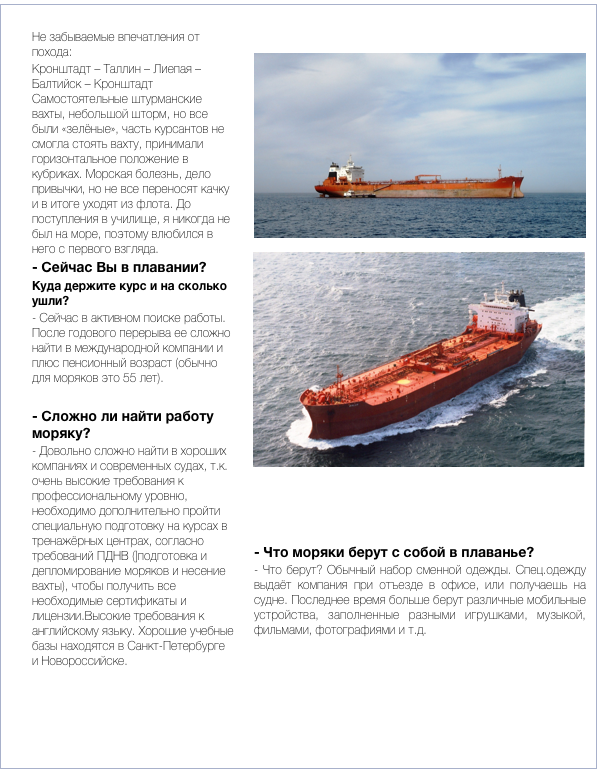 Не забываемые впечатления от
похода:
Кронштадт – Таллин – Лиепая –
Балтийск – Кронштадт
Самостоятельные штурманские
вахты, небольшой шторм, но все
были «зелёные», часть курсантов не
смогла стоять вахту, принимали
горизонтальное положение в
кубриках. Морская болезнь, дело
привычки, но не все переносят качку
и в итоге уходят из флота. До
поступления в училище, я никогда не
был на море, поэтому влюбился в
него с первого взгляда.
- Сейчас Вы в плавании?
Куда держите курс и на сколько
ушли?
- Сейчас в активном поиске работы.
После годового перерыва ее сложно
найти в международной компании и
плюс пенсионный возраст (обычно
для моряков это 55 лет).
- Сложно ли найти работу
моряку?
- Довольно сложно найти в хороших
компаниях и современных судах, т.к.
очень высокие требования к
профессиональному уровню,
необходимо дополнительно пройти
специальную подготовку на курсах в
тренажёрных центрах, согласно
требований ПДНВ ()подготовка и
депломирование моряков и несение
вахты), чтобы получить все
необходимые сертификаты и
лицензии.Высокие требования к
английскому языку. Хорошие учебные
базы находятся в Санкт-Петербурге
и Новороссийске.
- Что моряки берут с собой в плаванье?
- Что берут? Обычный набор сменной одежды. Спец.одежду
выдаёт компания при отъезде в офисе, или получаешь на
судне. Последнее время больше берут различные мобильные
устройства, заполненные разными игрушками, музыкой,
фильмами, фотографиями и т.д.